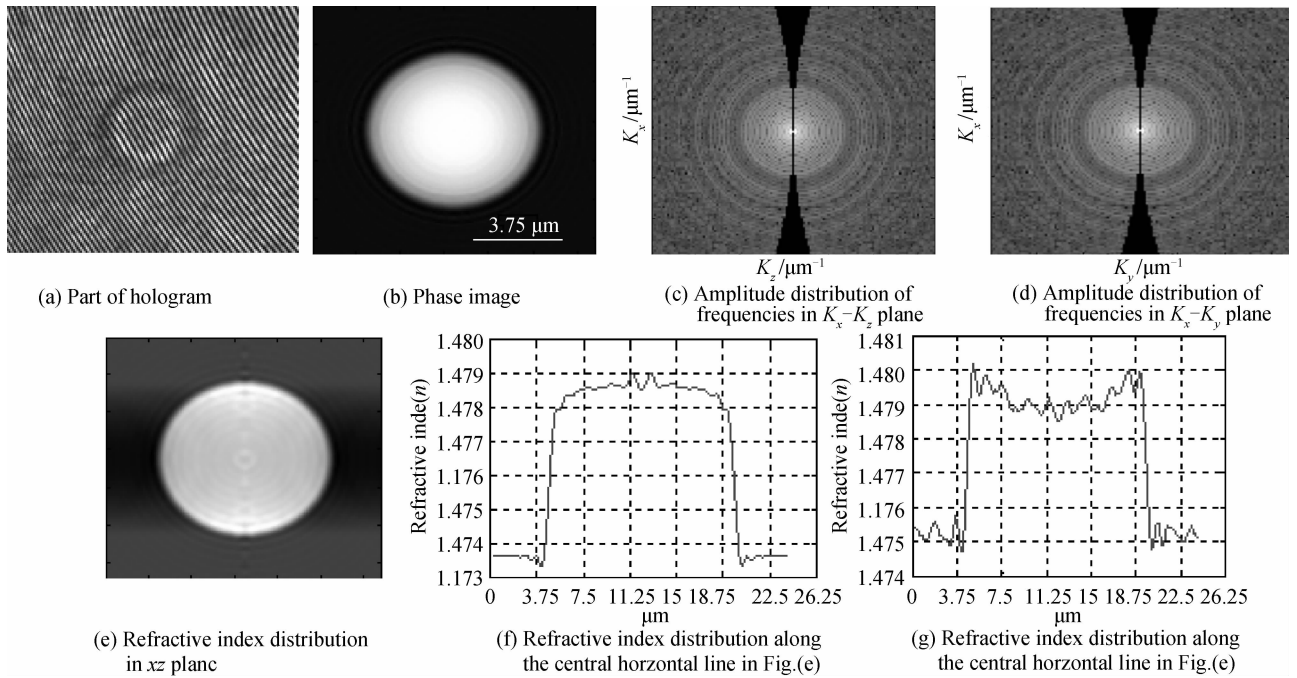 3.75 μm
K_x/μm⁻¹
K_x/μm⁻¹
K_z/μm⁻¹
K_y/μm⁻¹
(a) Part of hologram
(b) Phase image
(c) Amplitude distribution of
frequencies in K_x−K_z plane
(d) Amplitude distribution of
frequencies in K_x−K_y plane
(e) Refractive index distribution
in xz planc
Refractive inde(n)
1.480
1.479
1.478
1.477
1.176
1.475
1.474
1.173
0 3.75 7.5 11.25 15 18.75 22.5 26.25
μm
(f) Refractive index distribution along
the central horzontal line in Fig.(e)
Refractive inde(n)
1.481
1.480
1.479
1.478
1.477
1.176
1.475
1.474
0 3.75 7.5 11.25 15 18.75 22.5 26.25
μm
(g) Refractive index distribution along
the central horzontal line in Fig.(e)